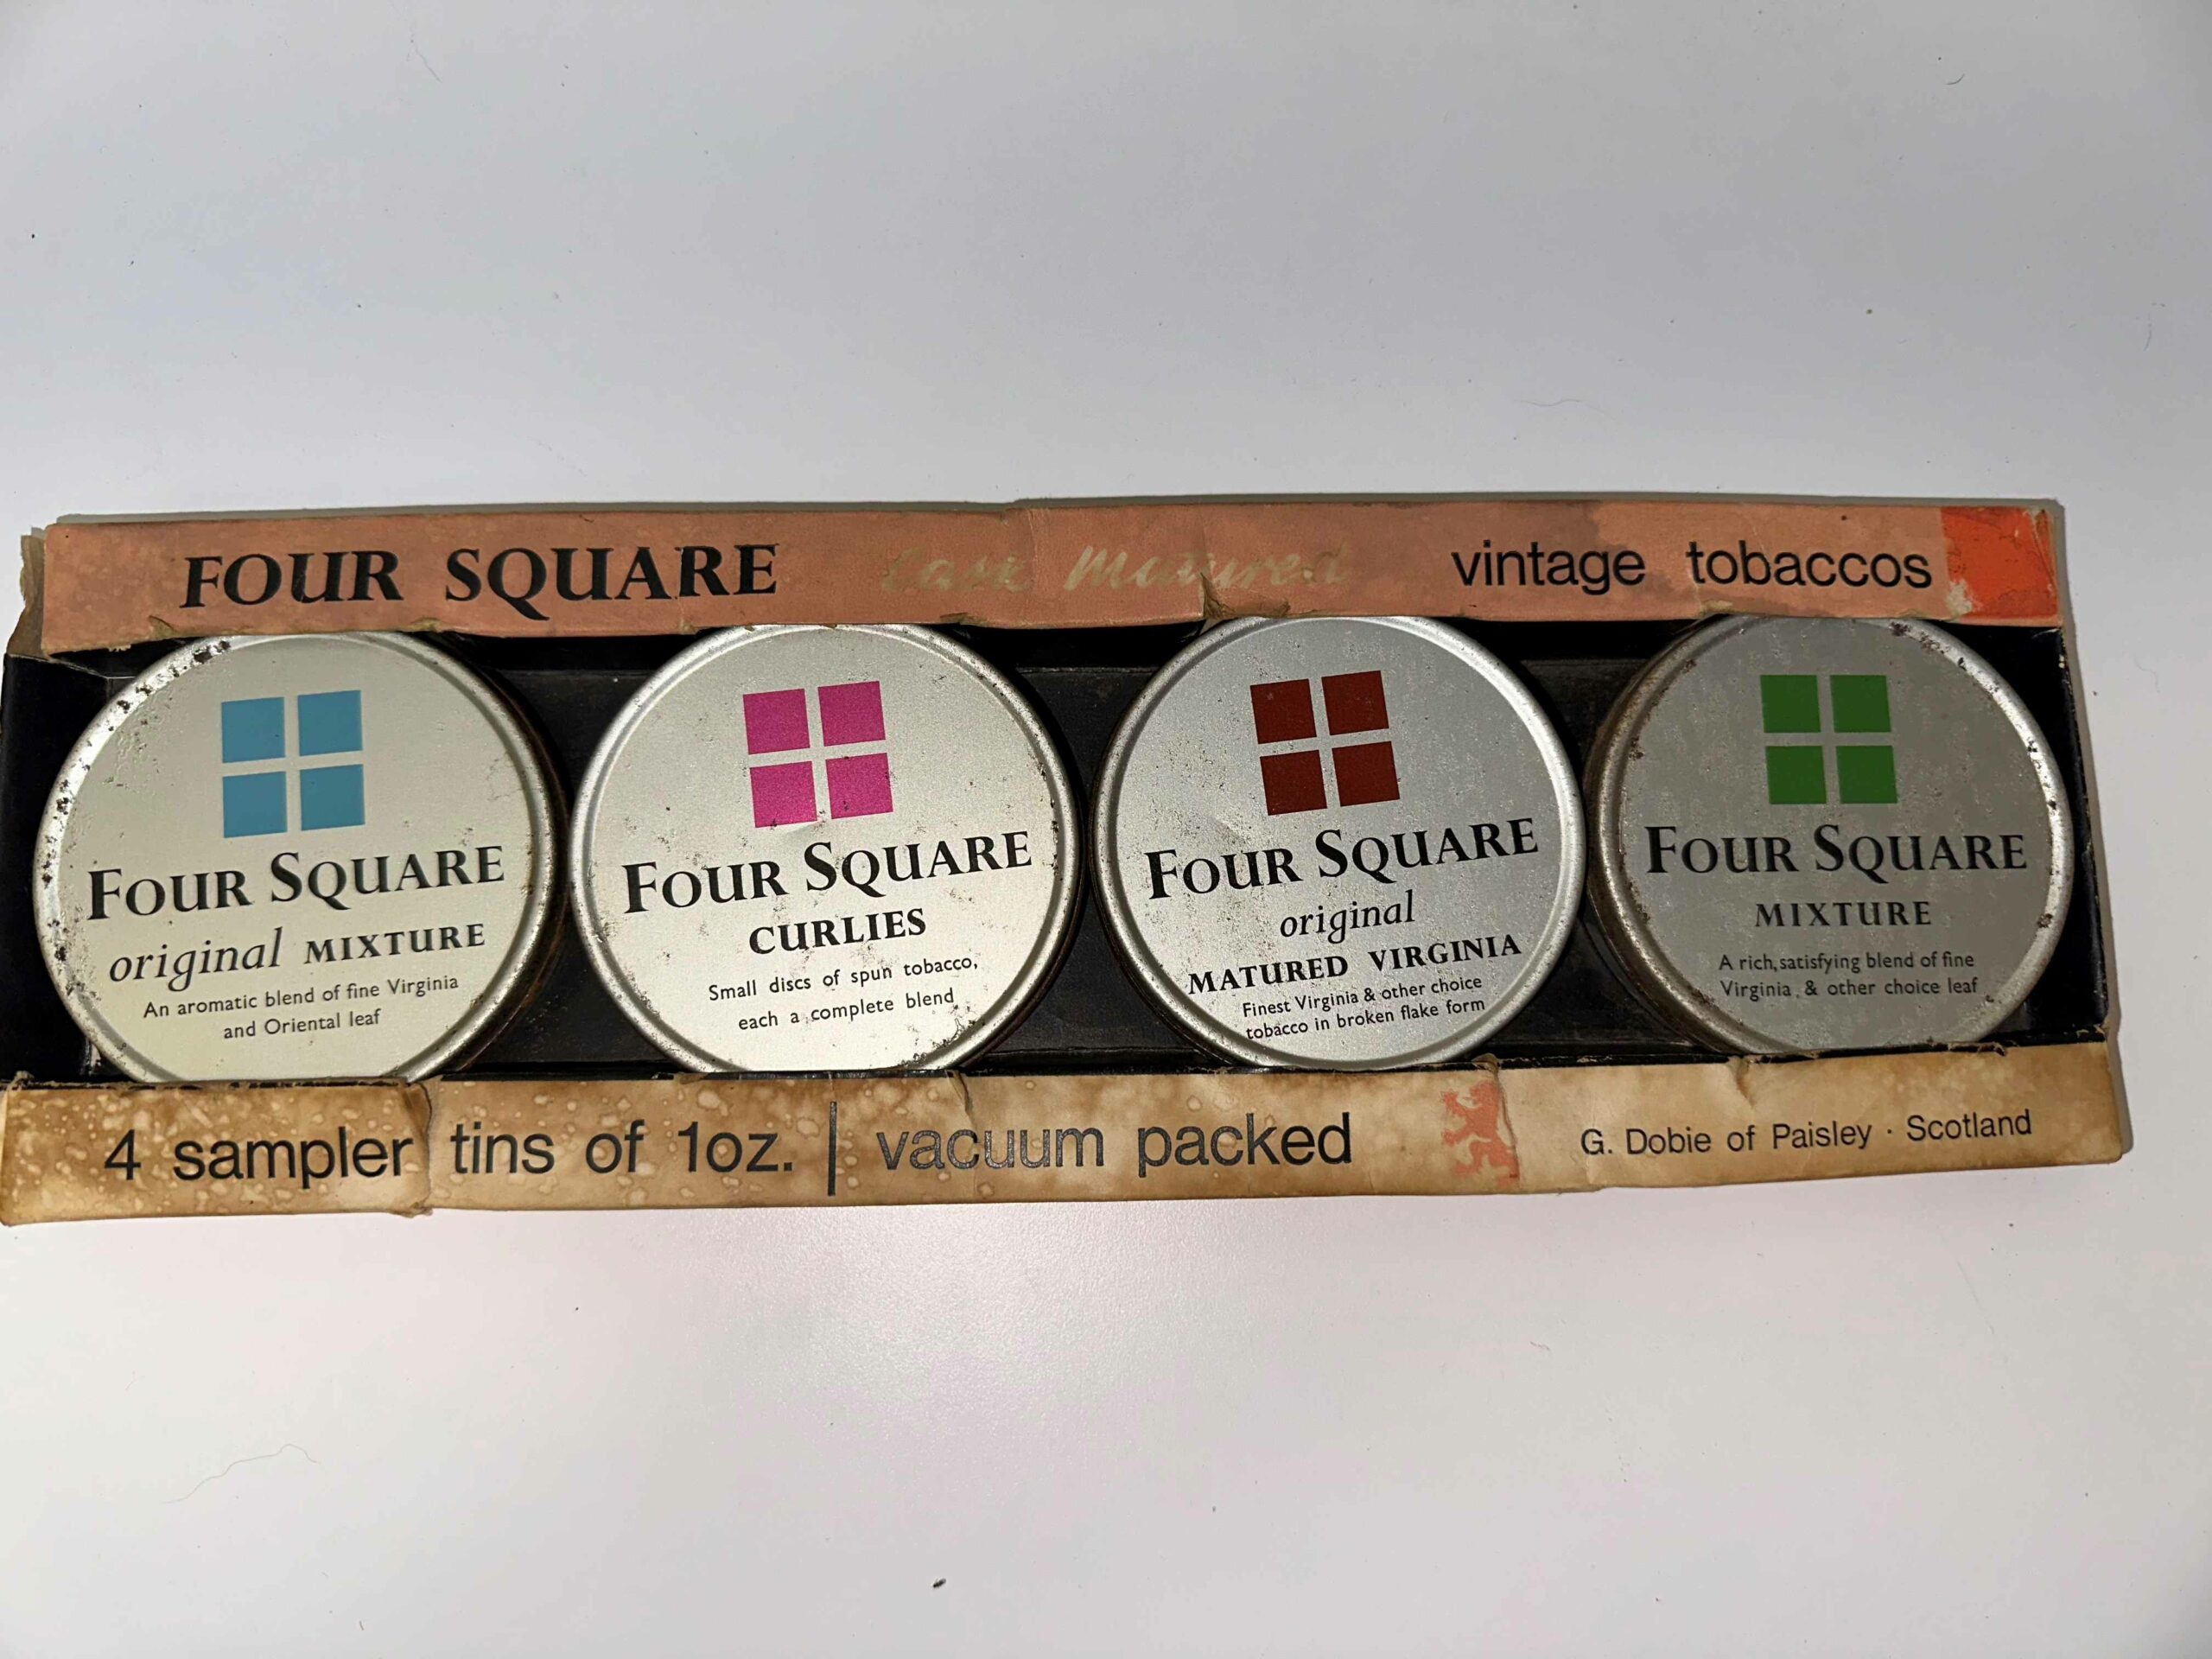 FOUR SQUARE Cask Matured vintage tobaccos
FOUR SQUARE
original MIXTURE
An aromatic blend of fine Virginia
and Oriental leaf
FOUR SQUARE
CURLIES
Small discs of spun tobacco,
each a complete blend
FOUR SQUARE
original
MATURED VIRGINIA
Finest Virginia & other choice
tobacco in broken flake form
FOUR SQUARE
MIXTURE
A rich, satisfying blend of fine
Virginia & other choice leaf
4 sampler tins of 1oz. | vacuum packed G. Dobie of Paisley · Scotland